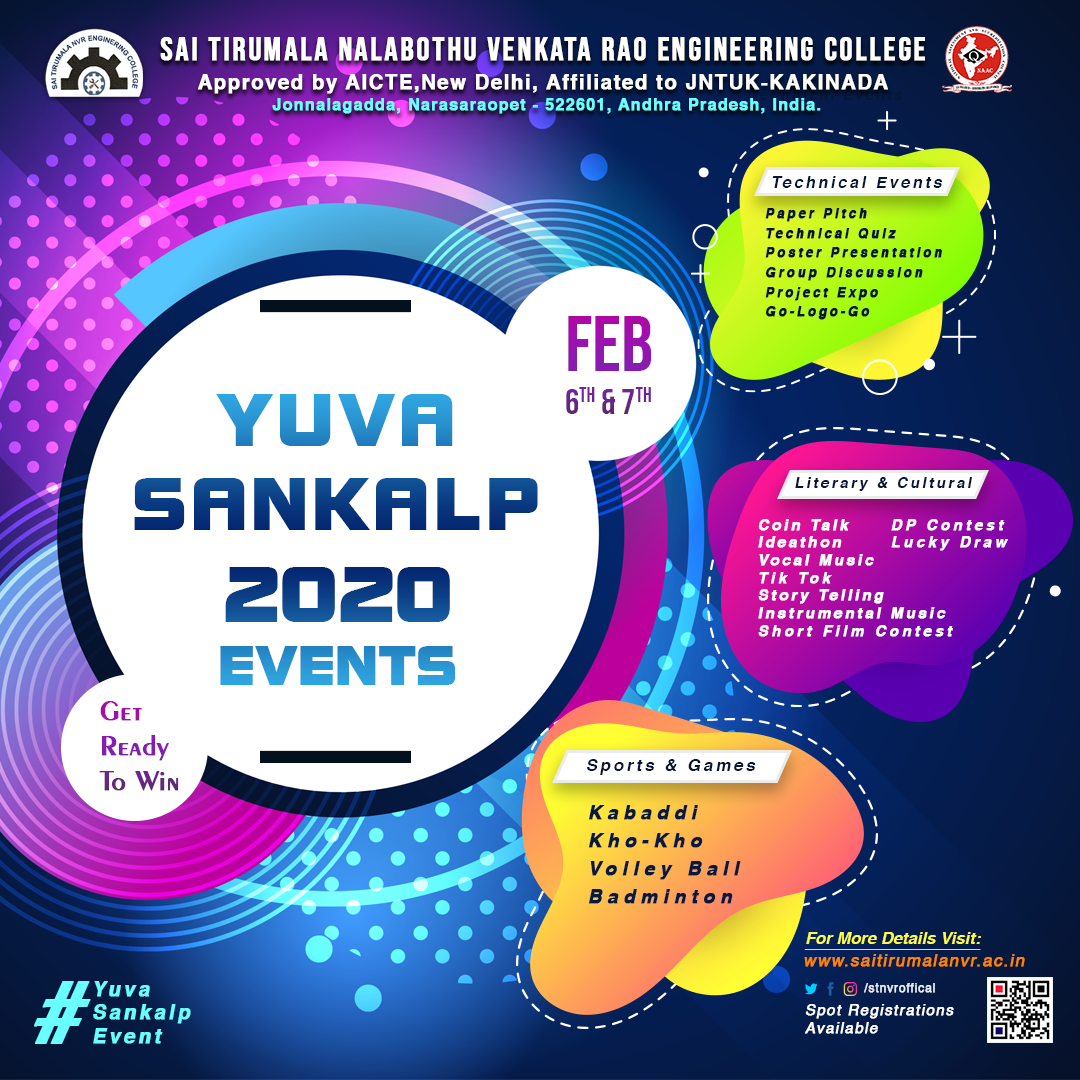 SAI TIRUMALA NVR ENGINEERING COLLEGE
SAI TIRUMALA NALABOTHU VENKATA RAO ENGINEERING COLLEGE
Approved by AICTE,New Delhi, Affiliated to JNTUK-KAKINADA
Jonnalagadda, Narasaraopet - 522601, Andhra Pradesh, India.
NAAC
Technical Events
Paper Pitch
Technical Quiz
Poster Presentation
Group Discussion
Project Expo
Go-Logo-Go
FEB
6TH & 7TH
YUVA
SANKALP
2020
EVENTS
Get
Ready
To Win
Literary & Cultural
Coin Talk
Ideathon
Vocal Music
Tik Tok
Story Telling
Instrumental Music
Short Film Contest
DP Contest
Lucky Draw
Sports & Games
Kabaddi
Kho-Kho
Volley Ball
Badminton
For More Details Visit:
www.saitirumalanvr.ac.in
/stnvroffical
Spot Registrations
Available
#Yuva
Sankalp
Event